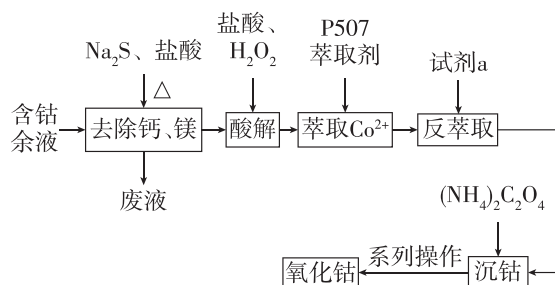 Na₂S、盐酸
盐酸、
H₂O₂
P507
萃取剂
试剂a
△
含钴
余液
去除钙、镁
酸解
萃取Co²⁺
反萃取
废液
(NH₄)₂C₂O₄
氧化钴
系列操作
沉钴